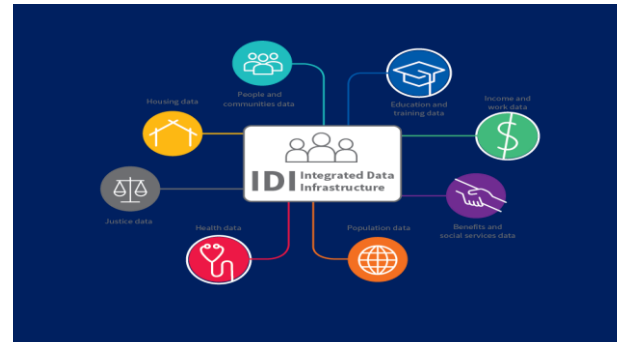 People and
communities data
Education and
training data
Housing data
Income and
work data
IDI Integrated Data
Infrastructure
Justice data
Benefits and
social services data
Health data
Population data